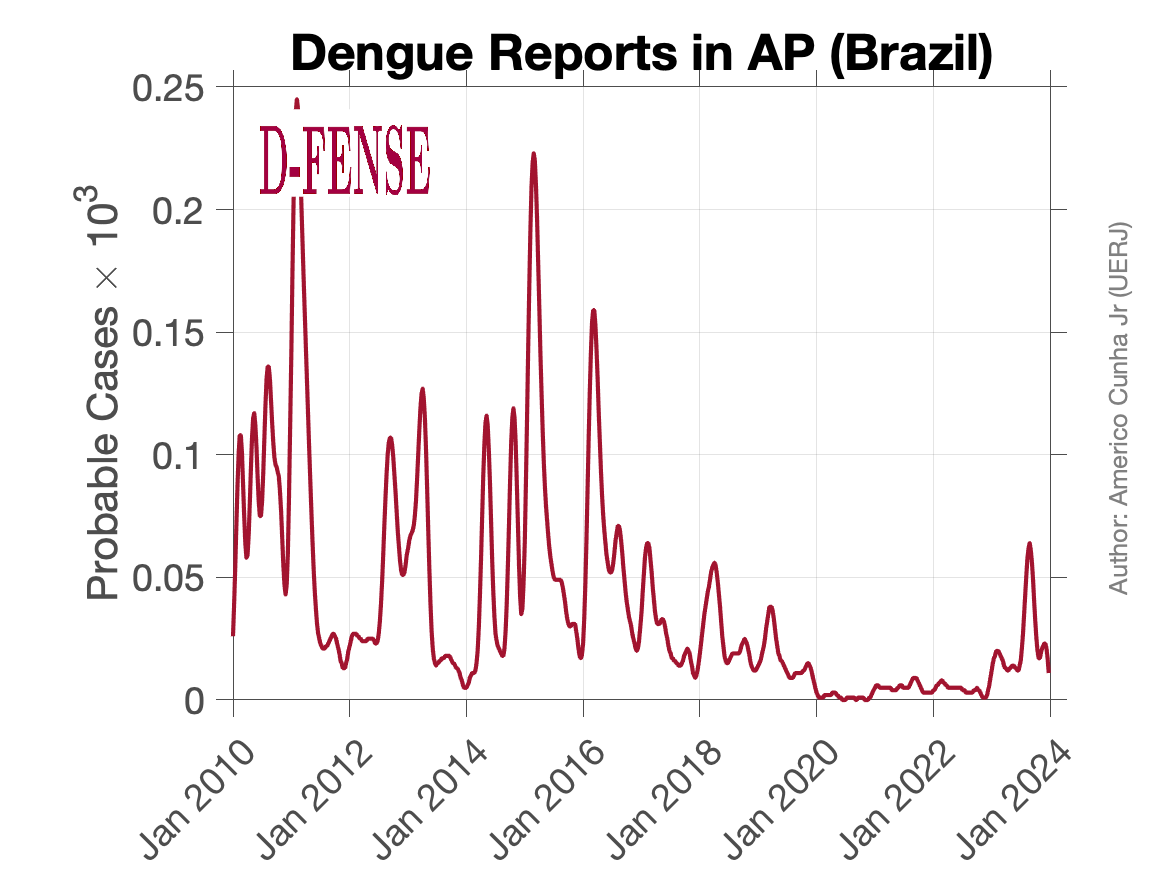 Dengue Reports in AP (Brazil)
D-FENSE
0.25
0.2
0.15
0.1
0.05
0
Probable Cases × 10³
Jan 2010
Jan 2012
Jan 2014
Jan 2016
Jan 2018
Jan 2020
Jan 2022
Jan 2024
Author: Americo Cunha Jr (UERJ)